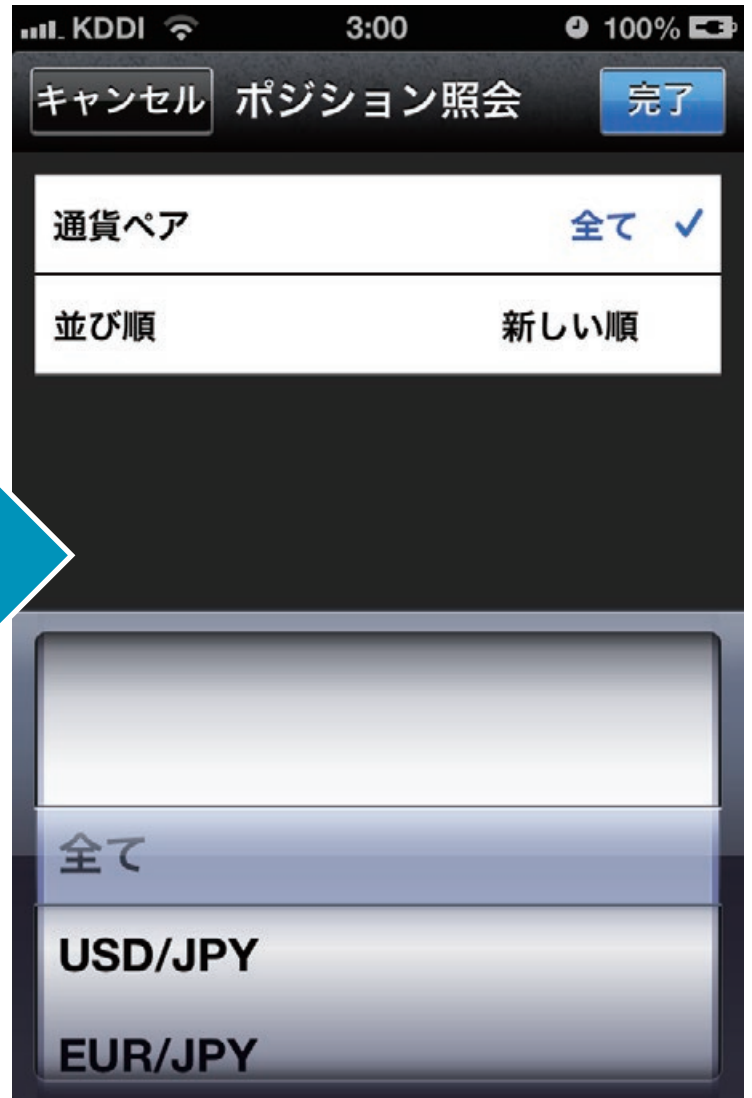 KDDI 3:00 100%
キャンセル ポジション照会 完了
通貨ペア 全て
並び順 新しい順
全て
USD/JPY
EUR/JPY